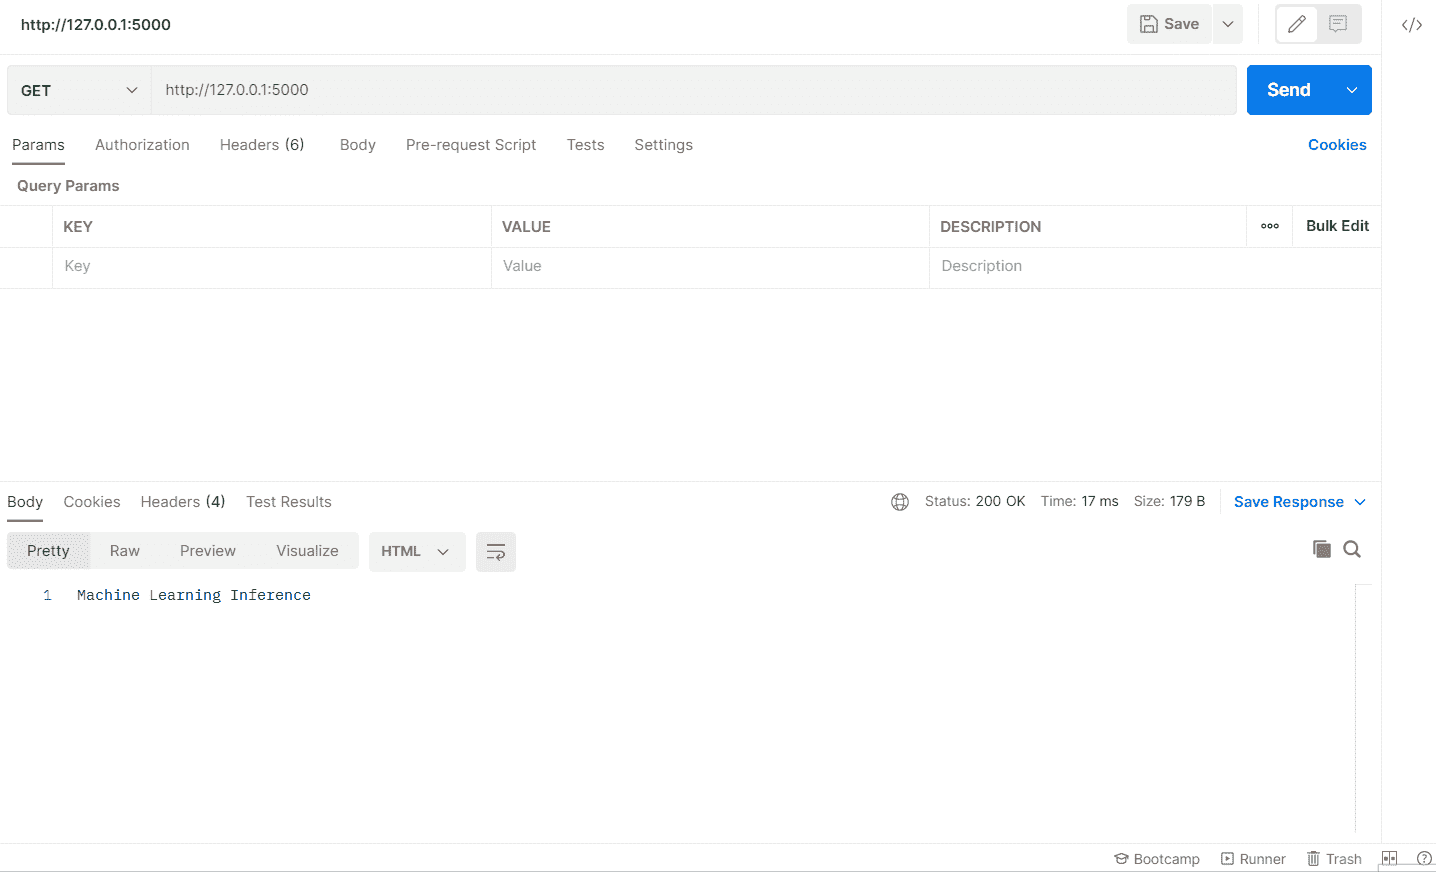 http://127.0.0.1:5000
Save
GET
http://127.0.0.1:5000
Send
Params Authorization Headers (6) Body Pre-request Script Tests Settings Cookies
Query Params
KEY VALUE DESCRIPTION Bulk Edit
Key Value Description
Body Cookies Headers (4) Test Results Status: 200 OK Time: 17 ms Size: 179 B Save Response
Pretty Raw Preview Visualize HTML
1 Machine Learning Inference
Bootcamp Runner Trash